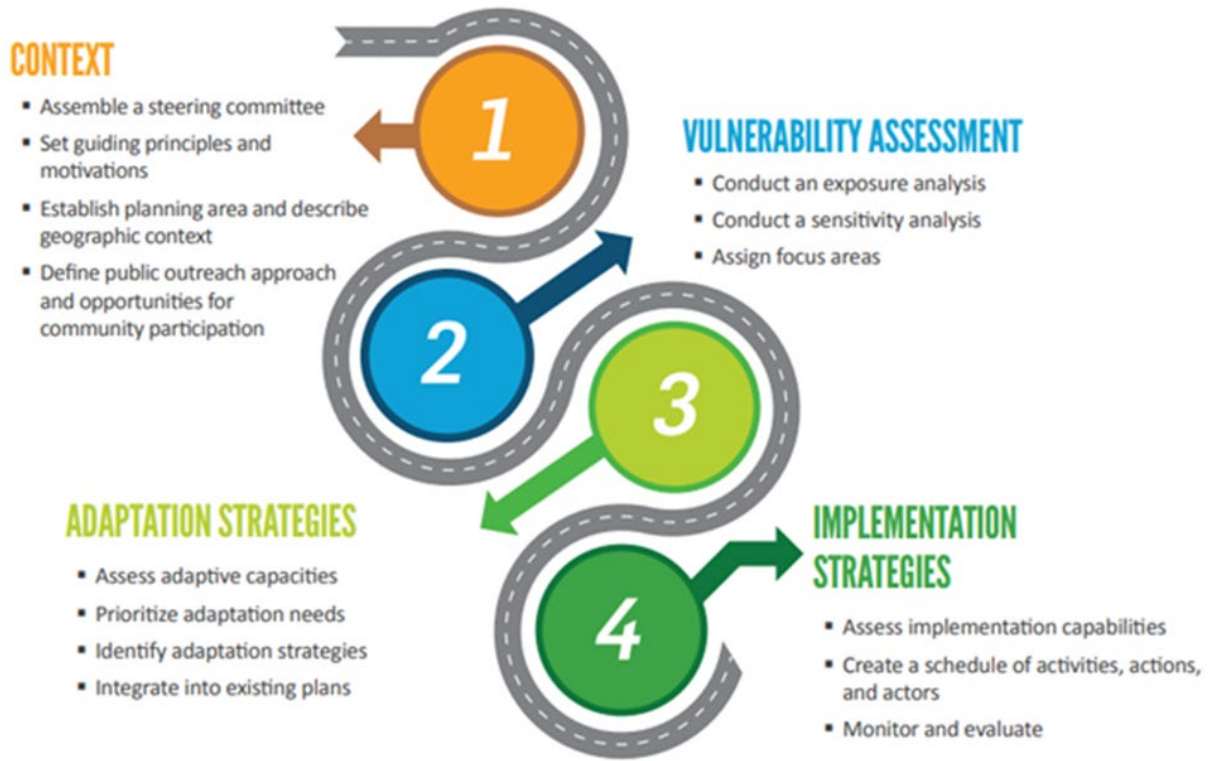 CONTEXT
▪ Assemble a steering committee
▪ Set guiding principles and
motivations
▪ Establish planning area and describe
geographic context
▪ Define public outreach approach
and opportunities for
community participation
1
VULNERABILITY ASSESSMENT
▪ Conduct an exposure analysis
▪ Conduct a sensitivity analysis
▪ Assign focus areas
2
3
ADAPTATION STRATEGIES
▪ Assess adaptive capacities
▪ Prioritize adaptation needs
▪ Identify adaptation strategies
▪ Integrate into existing plans
4
IMPLEMENTATION
STRATEGIES
▪ Assess implementation capabilities
▪ Create a schedule of activities, actions,
and actors
▪ Monitor and evaluate